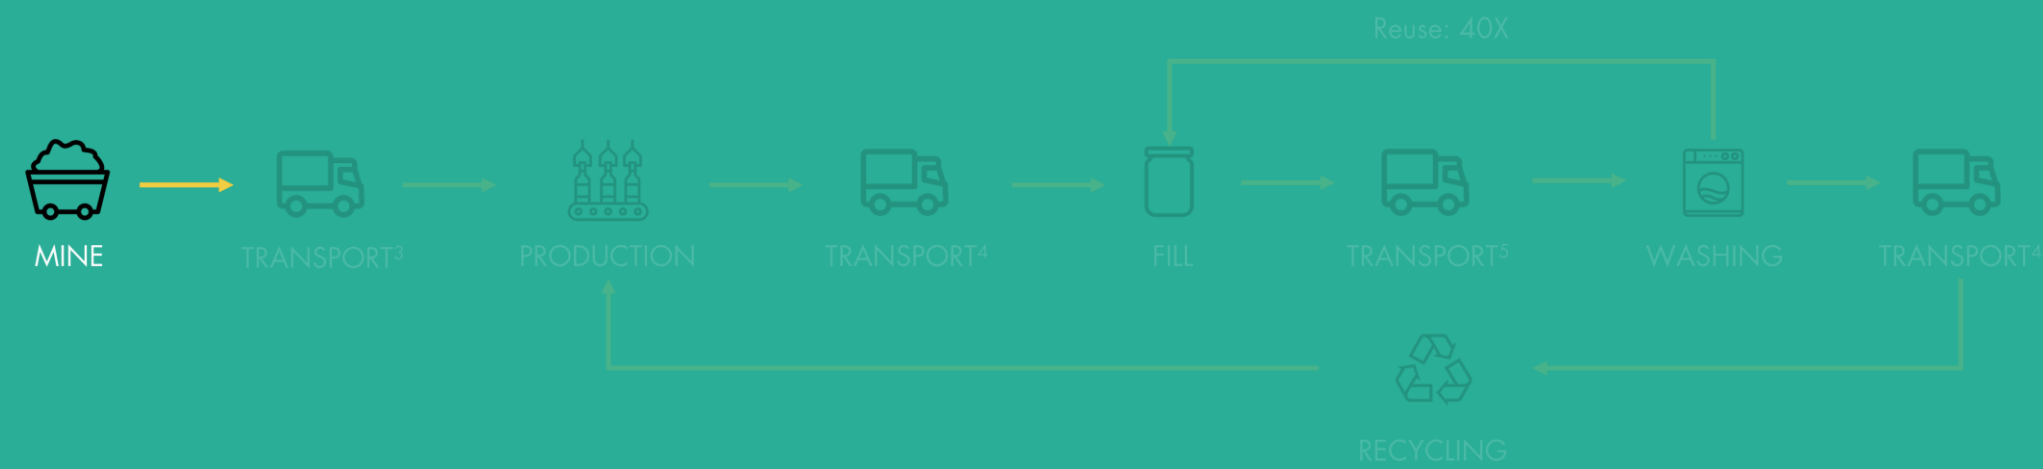 Reuse: 40X
MINE
TRANSPORT³
PRODUCTION
TRANSPORT⁴
FILL
TRANSPORT⁵
WASHING
TRANSPORT⁴
RECYCLING